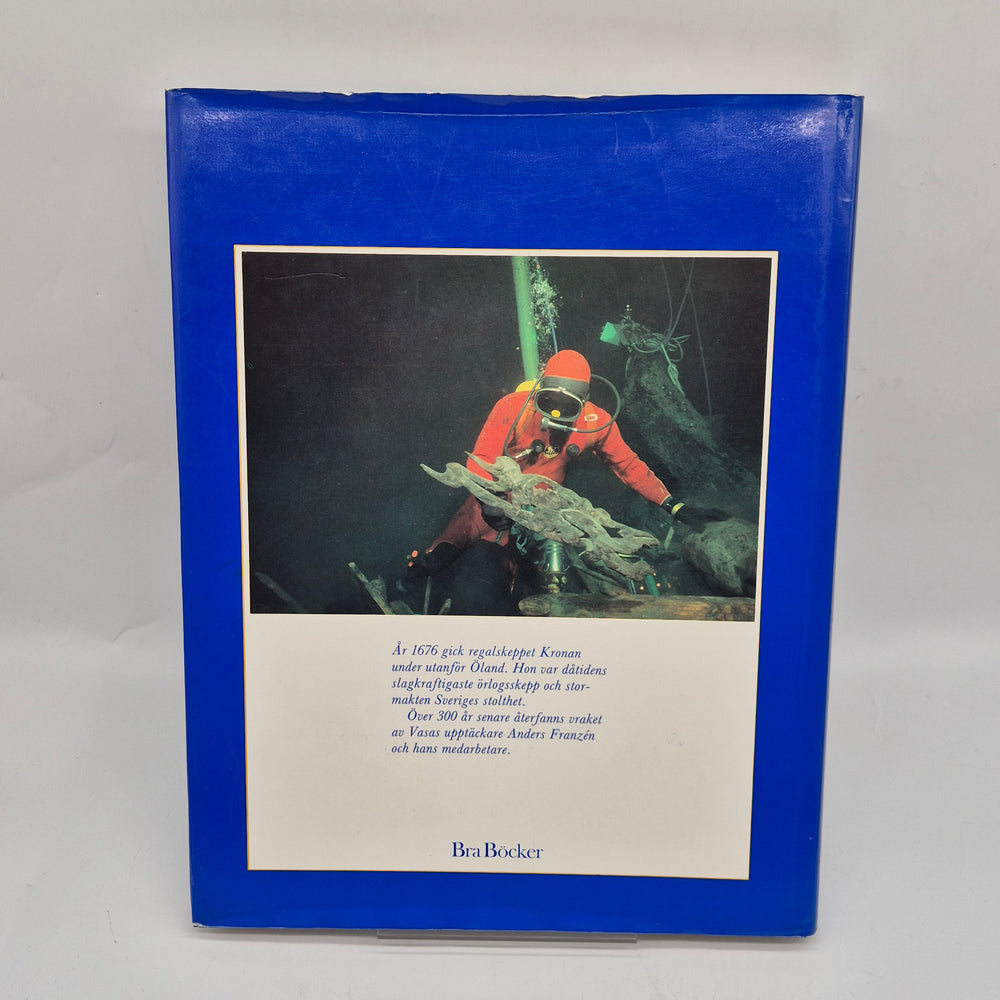 År 1676 gick regalskeppet Kronan
under utanför Öland. Hon var dåtidens
slagkraftigaste örlogsskepp och stor-
makten Sveriges stolthet.
Över 300 år senare återfanns vraket
av Vasas upptäckare Anders Franzén
och hans medarbetare.
Bra Böcker